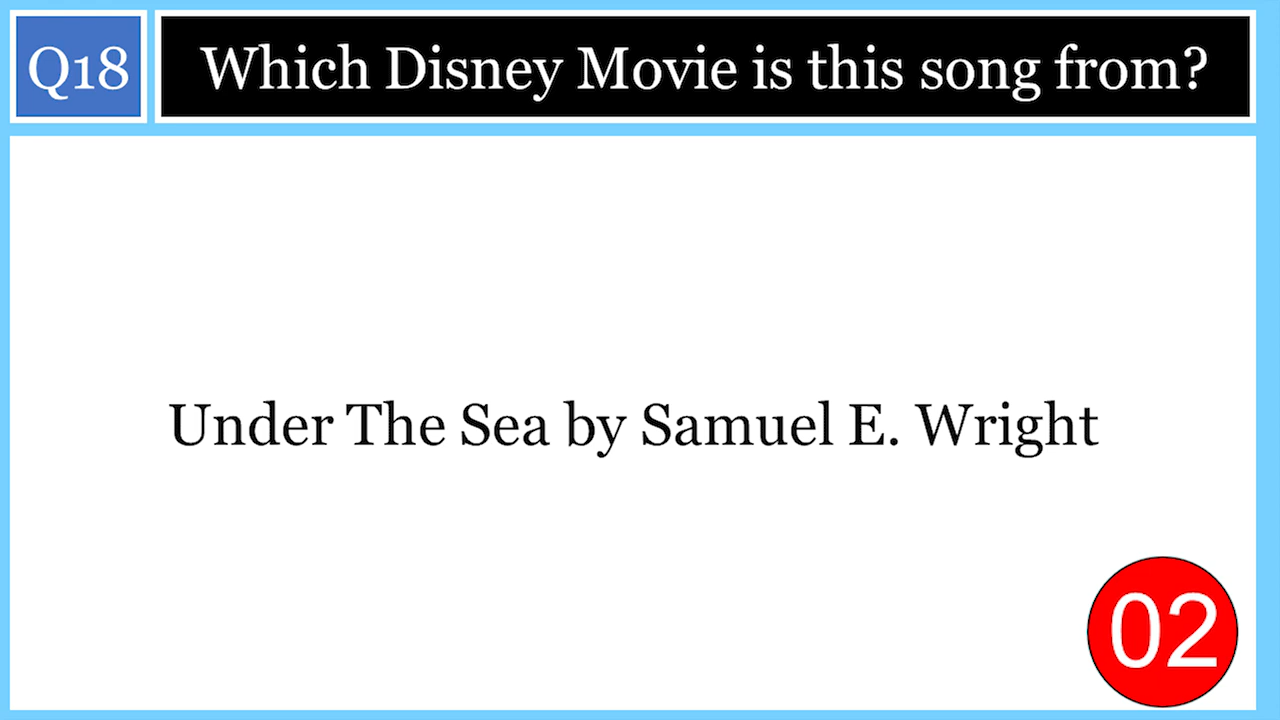 Q18
Which Disney Movie is this song from?
Under The Sea by Samuel E. Wright
02